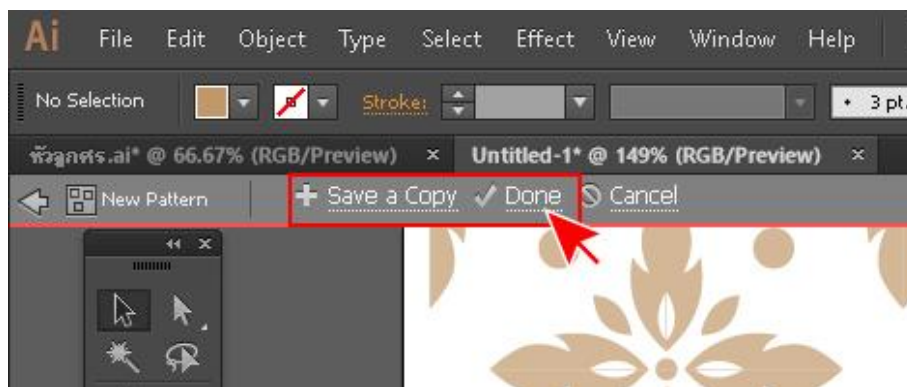 Ai File Edit Object Type Select Effect View Window Help
No Selection Stroke: 3 pt.
หัวลูกศร.ai* @ 66.67% (RGB/Preview) × Untitled-1* @ 149% (RGB/Preview) ×
New Pattern + Save a Copy Done Cancel